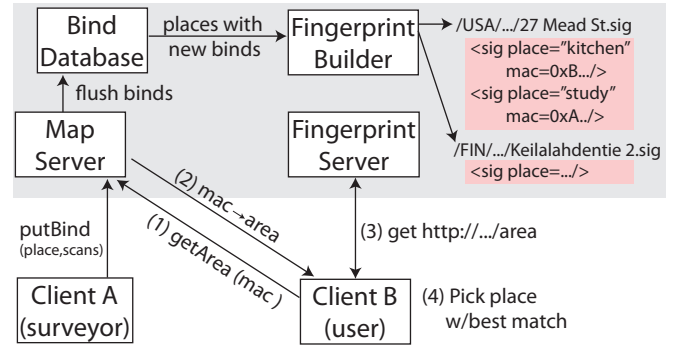 Bind
Database
places with
new binds
Fingerprint
Builder
/USA/.../27 Mead St.sig
<sig place="kitchen"
mac=0xB.../>
<sig place="study"
mac=0xA../>
/FIN/.../Keilalahdentie 2.sig
<sig place=.../>
flush binds
Map
Server
Fingerprint
Server
(2) mac→area
(1) getArea (mac )
putBind
(place,scans)
(3) get http://.../area
Client A
(surveyor)
Client B
(user)
(4) Pick place
w/best match